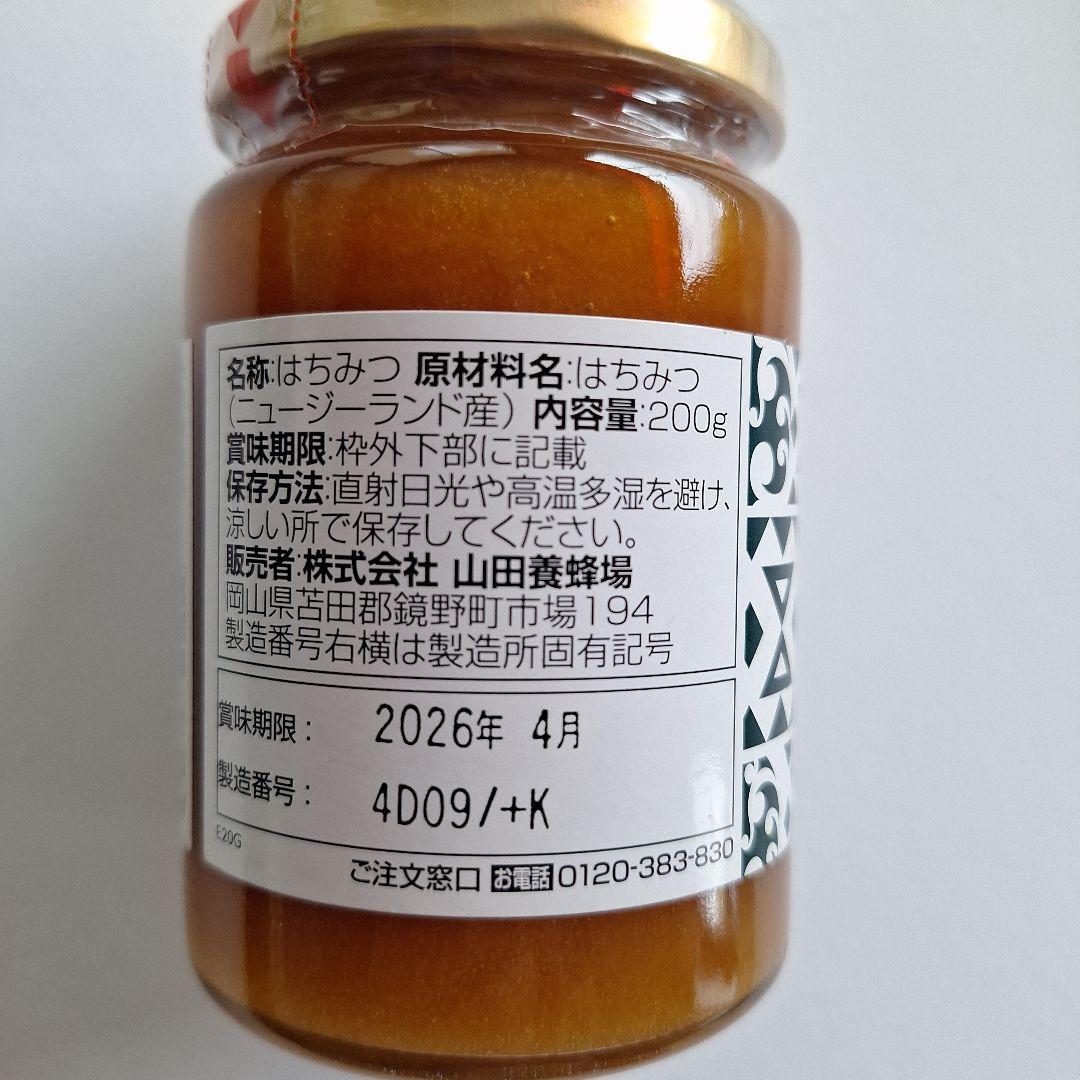 名称:はちみつ 原材料名:はちみつ
(ニュージーランド産) 内容量:200g
賞味期限:枠外下部に記載
保存方法:直射日光や高温多湿を避け、
涼しい所で保存してください。
販売者:株式会社 山田養蜂場
岡山県苫田郡鏡野町市場194
製造番号右横は製造所固有記号
賞味期限: 2026年 4月
製造番号: 4D09/+K
E20G
ご注文窓口 お電話 0120-383-830